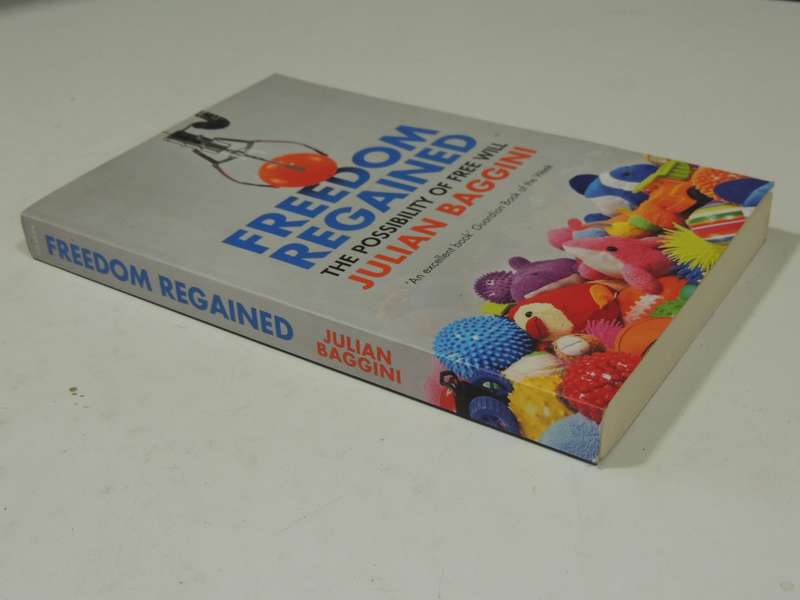 FREEDOM
REGAINED
THE POSSIBILITY OF FREE WILL
JULIAN BAGGINI
'An excellent book' Guardian Book of the Week
FREEDOM REGAINED
JULIAN
BAGGINI